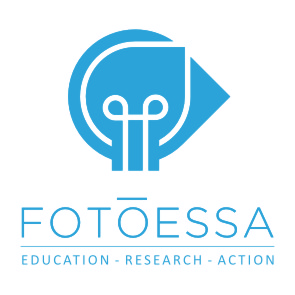 FOTŌESSA
EDUCATION - RESEARCH - ACTION